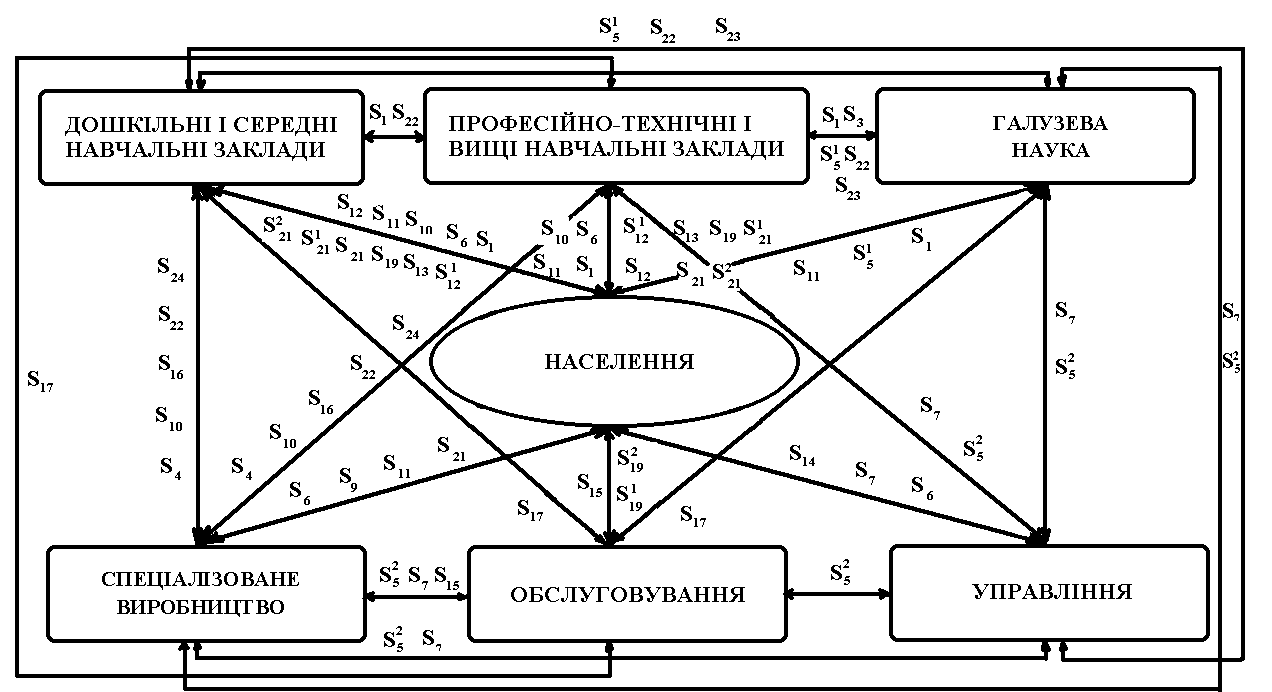 S₅¹ S₂₂ S₂₃
ДОШКІЛЬНІ І СЕРЕДНІ
НАВЧАЛЬНІ ЗАКЛАДИ
S₁ S₂₂
ПРОФЕСІЙНО-ТЕХНІЧНІ І
ВИЩІ НАВЧАЛЬНІ ЗАКЛАДИ
S₁ S₃
S₅¹ S₂₂
S₂₃
ГАЛУЗЕВА
НАУКА
S₁₂ S₁₁ S₁₀ S₆ S₁
S₂₁² S₂₁¹ S₂₁ S₁₉ S₁₃ S₁₂¹
S₁₀ S₆ S₁₂¹ S₁₃ S₁₉ S₂₁¹
S₁₁ S₁ S₁₂ S₂₁ S₂₁²
S₁₁ S₅¹ S₁
S₂₄
S₂₂
S₁₆
S₁₀
S₄
S₂₄
S₂₂
S₁₆
S₁₀
S₄
S₁₇
НАСЕЛЕННЯ
S₇
S₅²
S₇
S₅²
S₇
S₅²
S₆ S₉ S₁₁ S₂₁
S₁₇
S₁₅
S₁₉²
S₁₉¹
S₁₇
S₁₄ S₇ S₆
СПЕЦІАЛІЗОВАНЕ
ВИРОБНИЦТВО
S₅² S₇ S₁₅
ОБСЛУГОВУВАННЯ
S₅²
УПРАВЛІННЯ
S₅² S₇